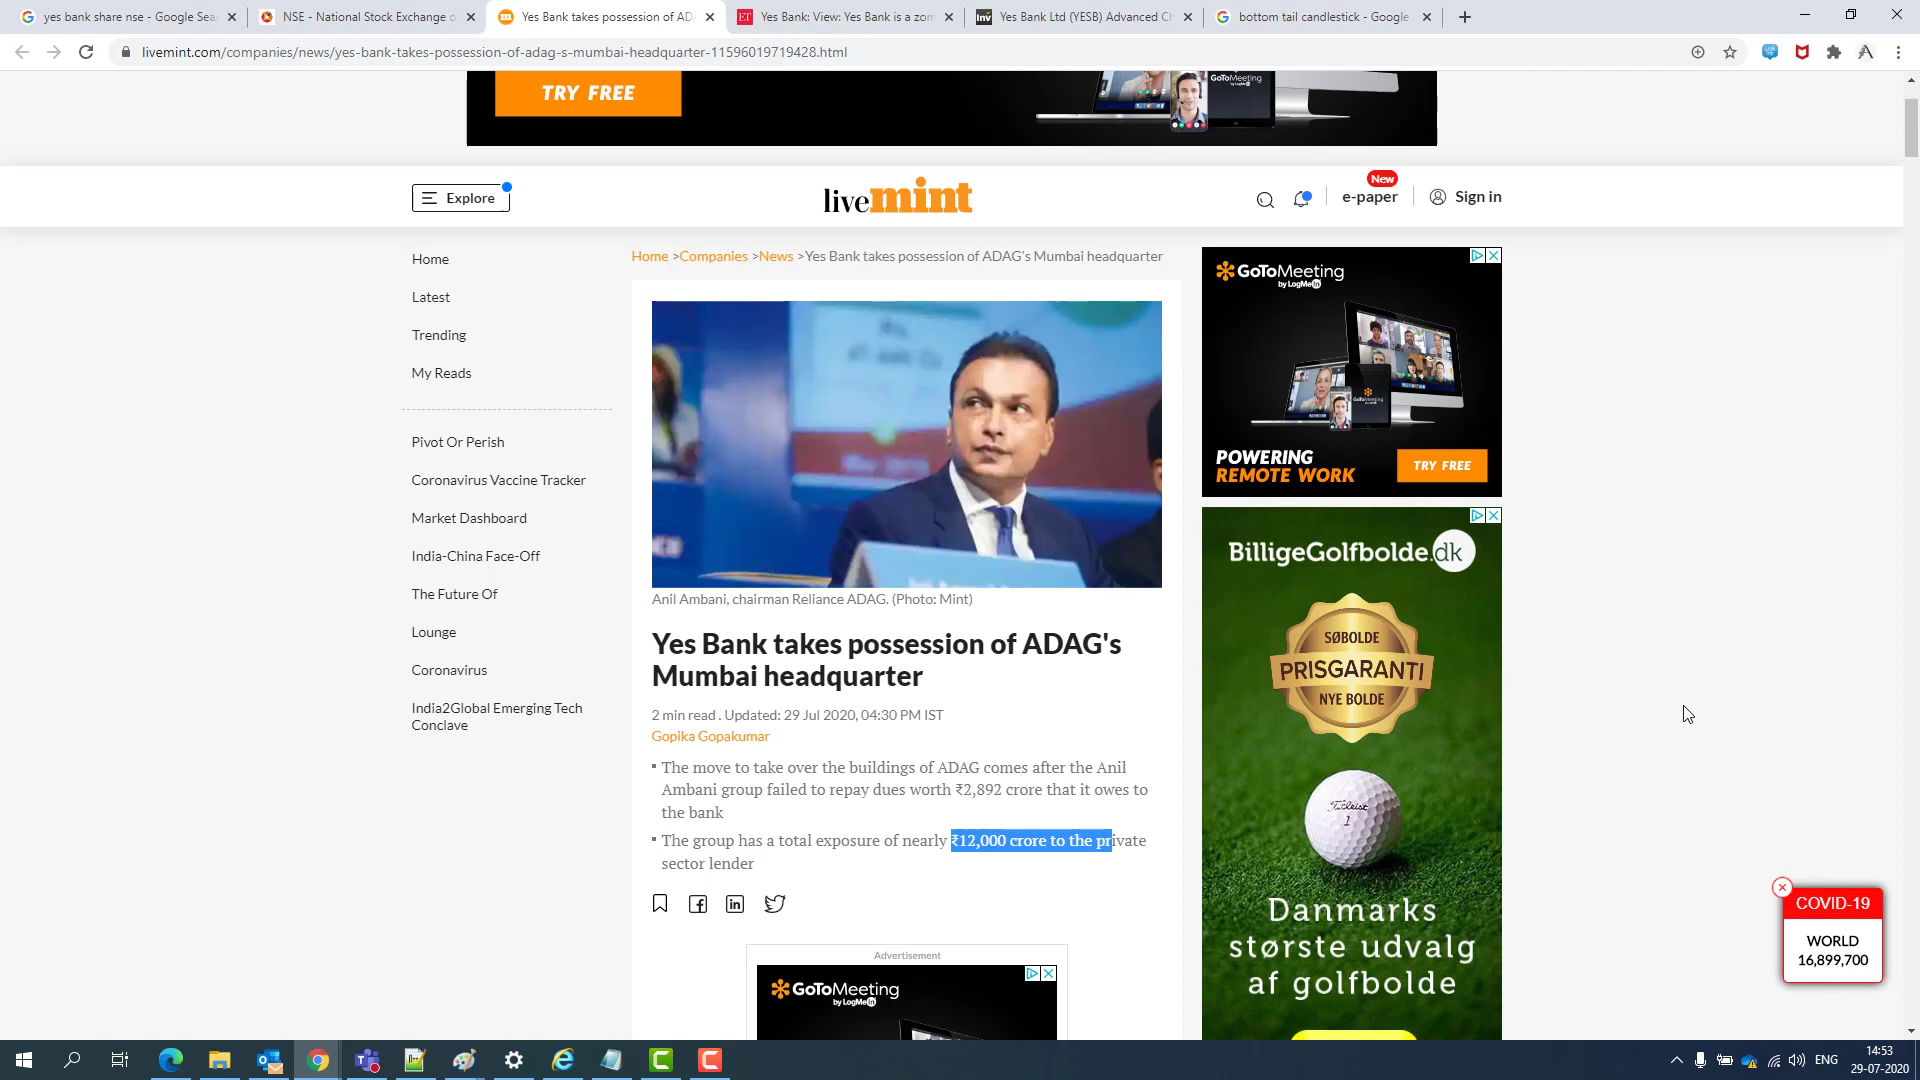 yes bank share nse - Google Sea
NSE - National Stock Exchange o
Yes Bank takes possession of AD
ET Yes Bank: View: Yes Bank is a zom
Inv Yes Bank Ltd (YESB) Advanced Ch
bottom tail candlestick - Google
livemint.com/companies/news/yes-bank-takes-possession-of-adag-s-mumbai-headquarter-11596019719428.html
TRY FREE
GoToMeeting
Explore
livemint
New
e-paper
Sign in
Home
Latest
Trending
My Reads
Pivot Or Perish
Coronavirus Vaccine Tracker
Market Dashboard
India-China Face-Off
The Future Of
Lounge
Coronavirus
India2Global Emerging Tech
Conclave
Home >Companies >News >Yes Bank takes possession of ADAG's Mumbai headquarter
Anil Ambani, chairman Reliance ADAG. (Photo: Mint)
Yes Bank takes possession of ADAG's
Mumbai headquarter
2 min read . Updated: 29 Jul 2020, 04:30 PM IST
Gopika Gopakumar
The move to take over the buildings of ADAG comes after the Anil
Ambani group failed to repay dues worth ₹2,892 crore that it owes to
the bank
The group has a total exposure of nearly ₹12,000 crore to the private
sector lender
Advertisement
GoToMeeting
by LogMeIn
GoToMeeting
by LogMeIn
GoToMeeting
POWERING
REMOTE WORK
TRY FREE
BilligeGolfbolde.dk
SØBOLDE
PRISGARANTI
NYE BOLDE
Titleist
1
Danmarks
største udvalg
af golfbolde
COVID-19
WORLD
16,899,700
ENG
14:53
29-07-2020